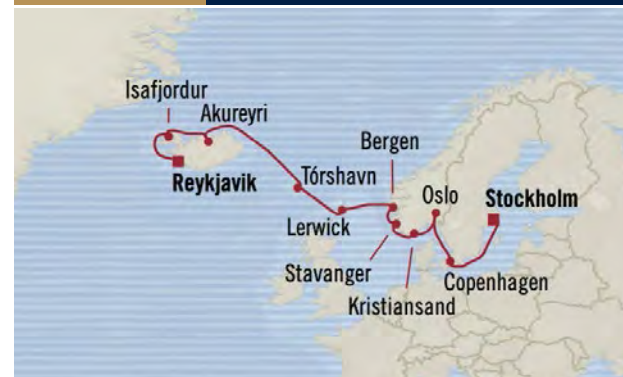 Isafjordur
Akureyri
Reykjavik
Tórshavn
Lerwick
Bergen
Stavanger
Kristiansand
Oslo
Stockholm
Copenhagen